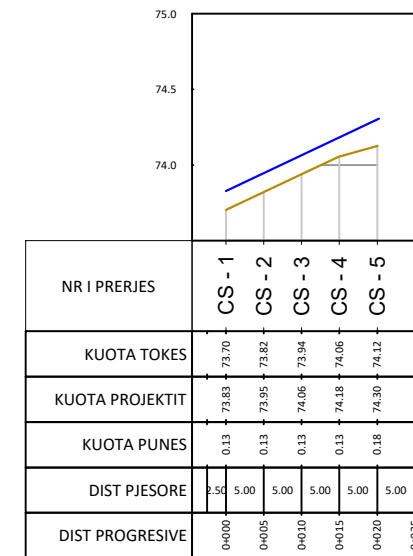 75.0
74.5
74.0
NR I PRERJES CS - 1 CS - 2 CS - 3 CS - 4 CS - 5
KUOTA TOKES 73.70 73.82 73.94 74.06 74.12
KUOTA PROJEKTIT 73.83 73.95 74.06 74.18 74.30
KUOTA PUNES 0.13 0.13 0.13 0.13 0.18
DIST PJESORE 2.50 5.00 5.00 5.00 5.00 5.00
DIST PROGRESIVE 0+000 0+005 0+010 0+015 0+020